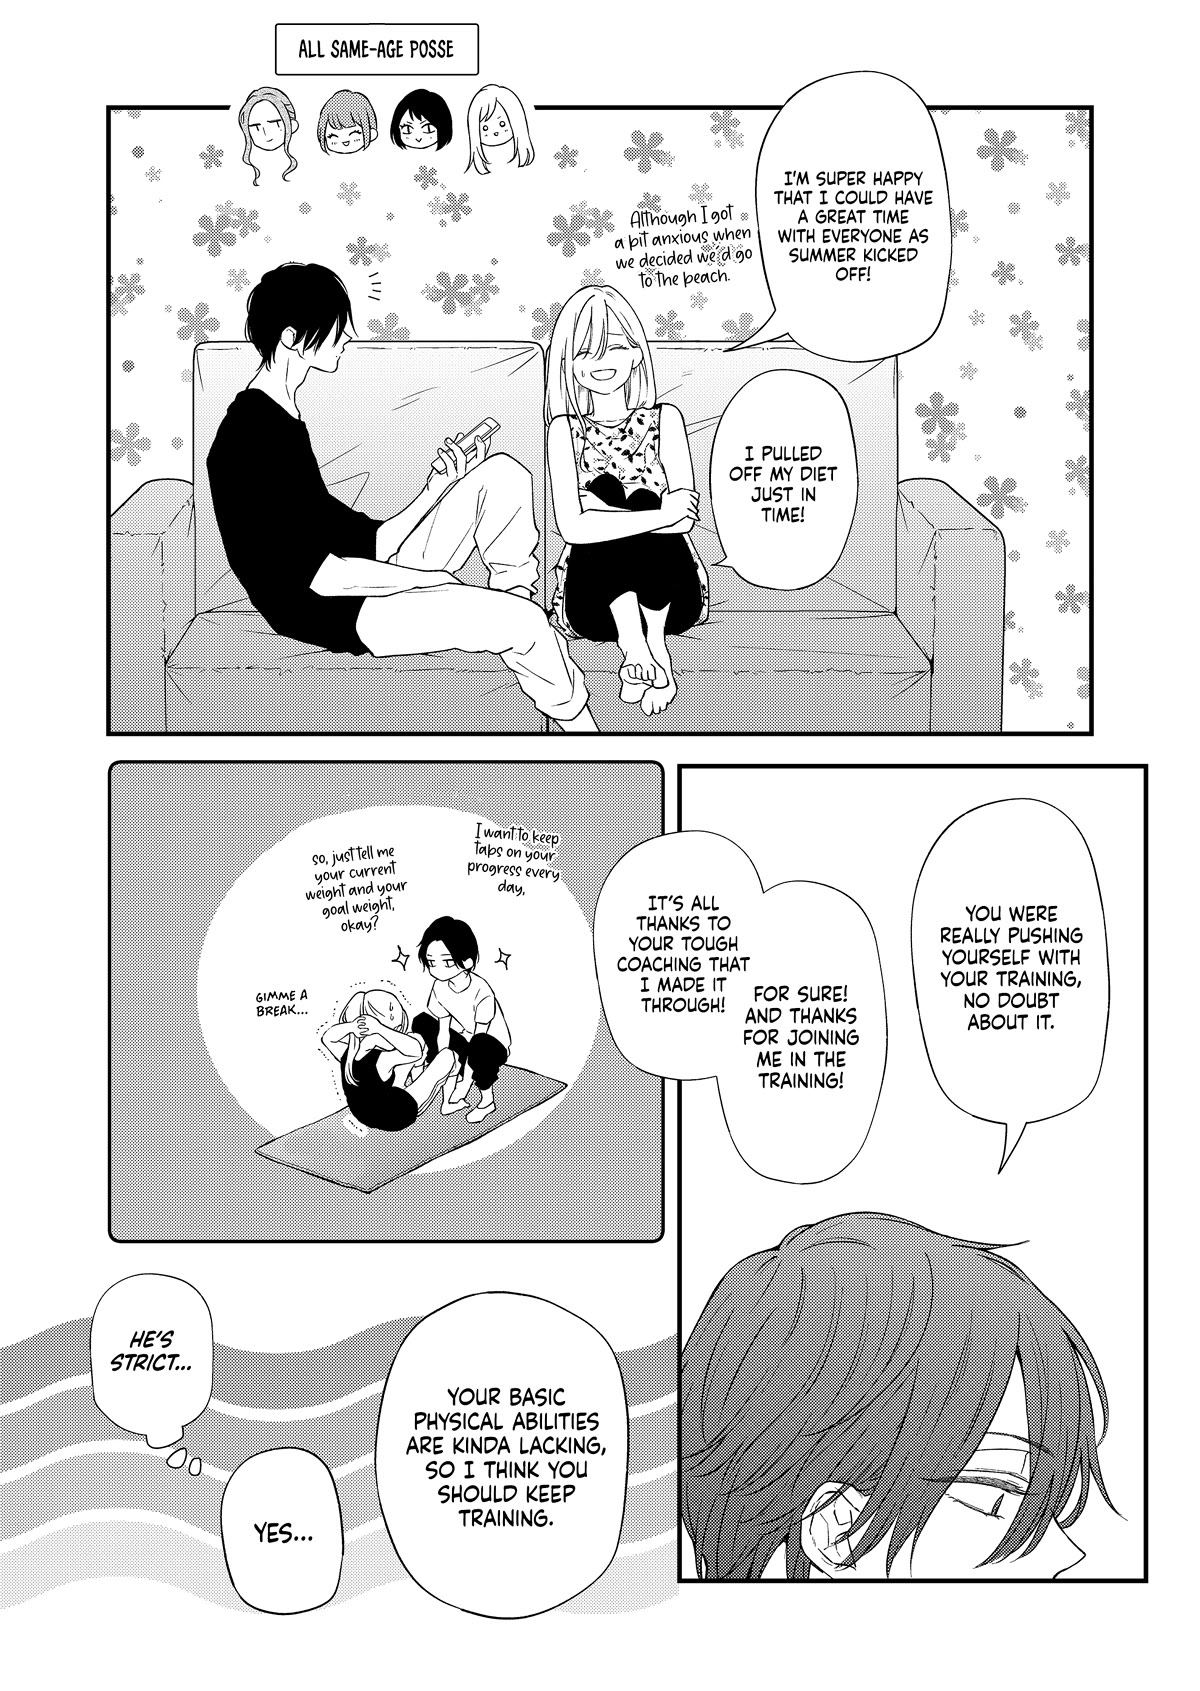 ALL SAME-AGE POSSE
I'M SUPER HAPPY
THAT I COULD HAVE
A GREAT TIME
WITH EVERYONE AS
SUMMER KICKED
OFF!
Although I got
a bit anxious when
we decided we'd go
to the beach.
I PULLED
OFF MY DIET
JUST IN
TIME!
YOU WERE
REALLY PUSHING
YOURSELF WITH
YOUR TRAINING,
NO DOUBT
ABOUT IT.
FOR SURE!
AND THANKS
FOR JOINING
ME IN THE
TRAINING!
IT'S ALL
THANKS TO
YOUR TOUGH
COACHING THAT
I MADE IT
THROUGH!
I want to keep
tabs on your
progress every
day,
so, just tell me
your current
weight and your
goal weight,
okay?
GIMME A
BREAK...
YOUR BASIC
PHYSICAL ABILITIES
ARE KINDA LACKING,
SO I THINK YOU
SHOULD KEEP
TRAINING.
YES...
HE'S
STRICT...